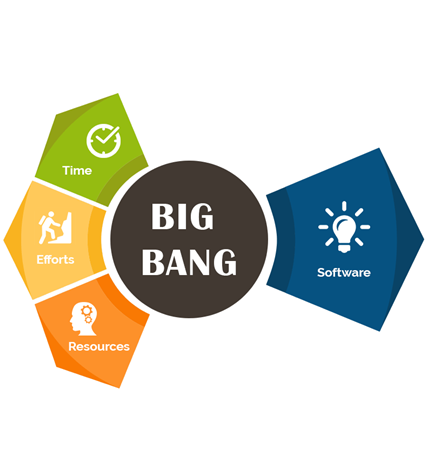 Time
Efforts
Resources
BIG
BANG
Software